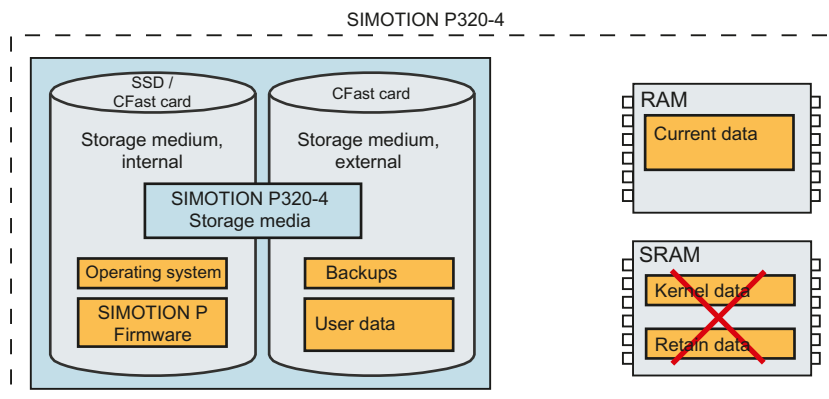 SIMOTION P320-4
SSD /
CFast card
Storage medium,
internal
CFast card
Storage medium,
external
SIMOTION P320-4
Storage media
Operating system
SIMOTION P
Firmware
Backups
User data
RAM
Current data
SRAM
Kernel data
Retain data